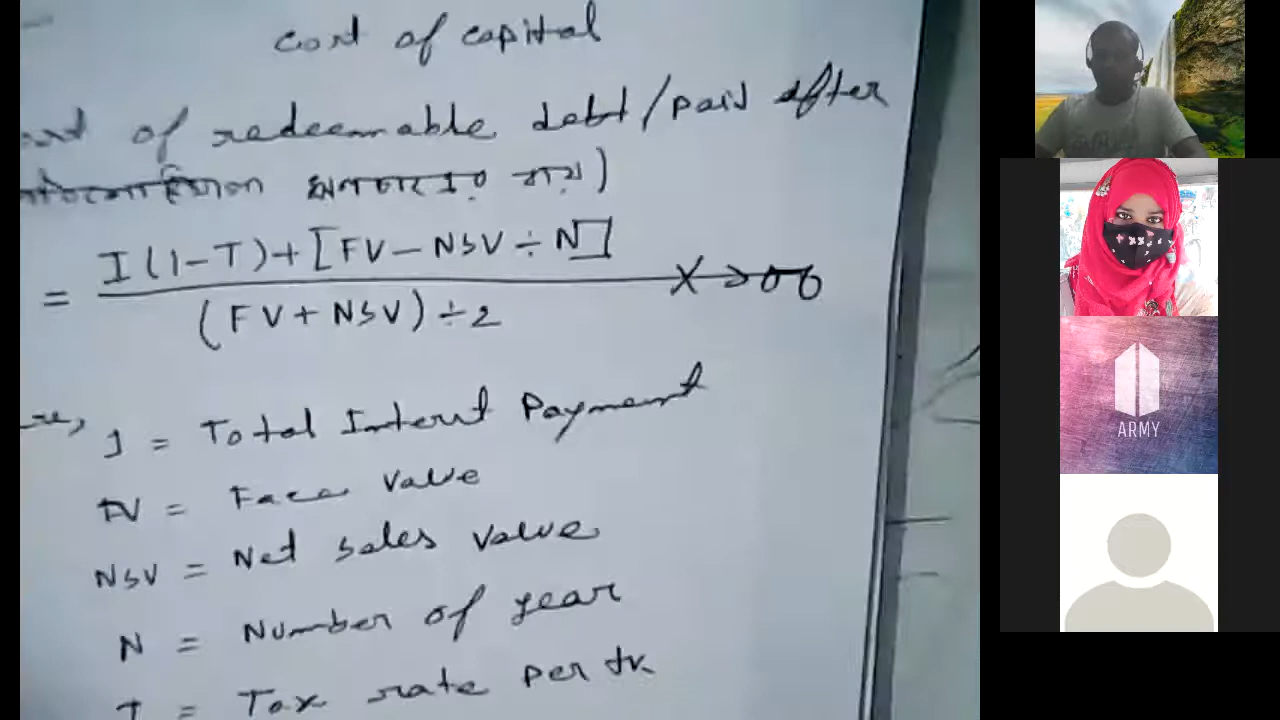 cost of capital
of redeemable debt/paid after
= I(1-T)+[FV-NSV÷N]
(FV+NSV)÷2
X 100
I = Total Interest Payment
FV = Face value
NSV = Net sales value
N = Number of year
T = Tax rate per tk
ARMY